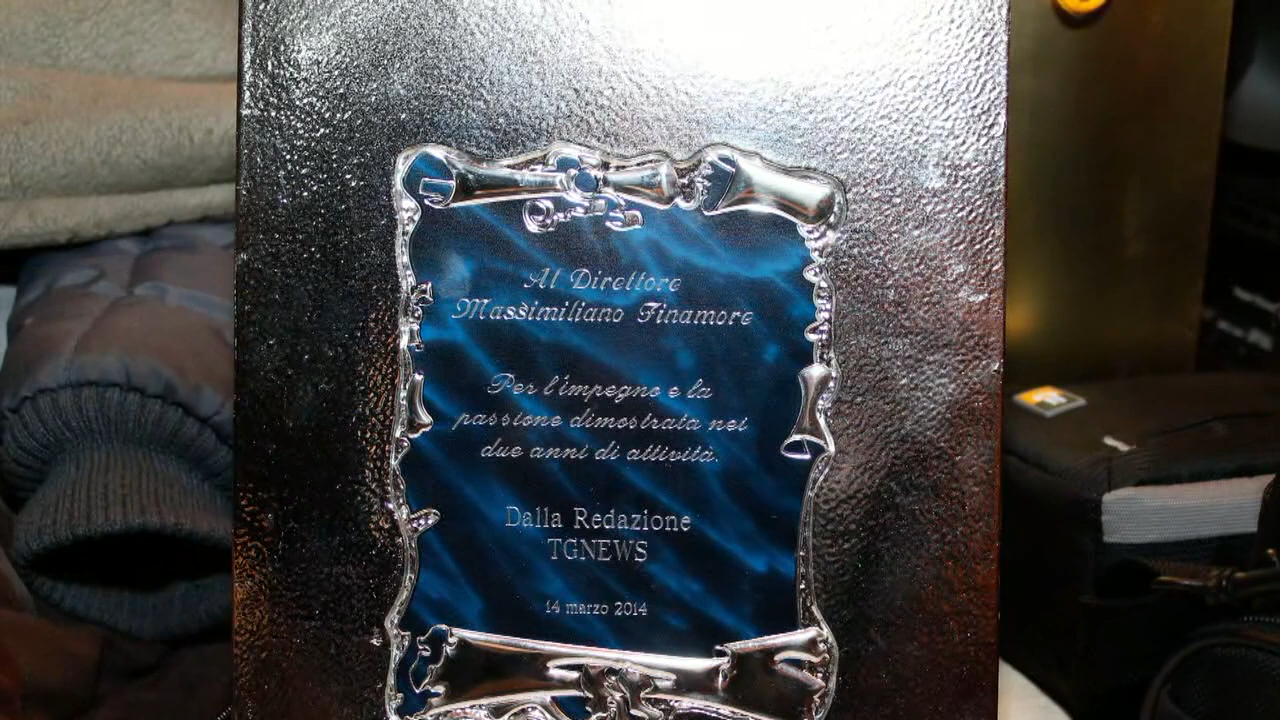 Al Direttore
Massimiliano Finamore
Per l'impegno e la
passione dimostrata nei
due anni di attività.
Dalla Redazione
TGNEWS
14 marzo 2014